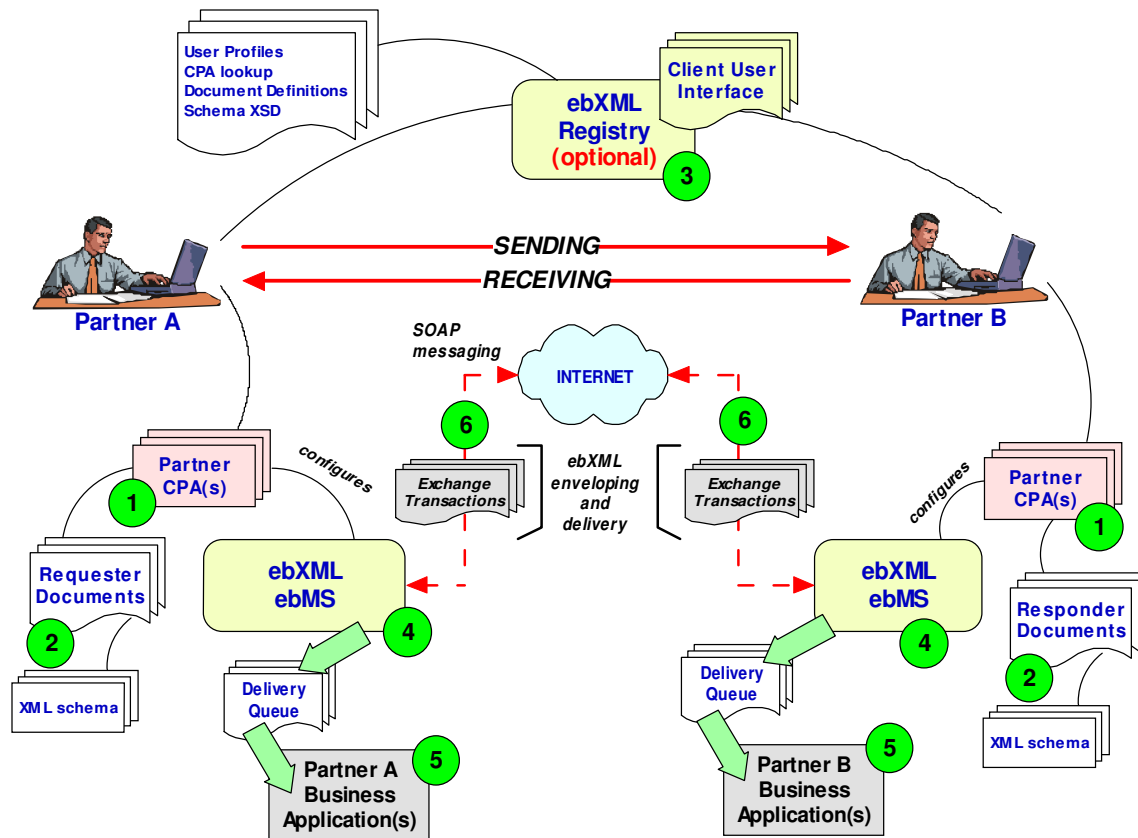 User Profiles
CPA lookup
Document Definitions
Schema XSD
ebXML
Registry
(optional)
Client User
Interface
3
SENDING
RECEIVING
Partner A
Partner B
SOAP
messaging
INTERNET
6
6
Partner
CPA(s)
1
configures
Exchange
Transactions
ebXML
enveloping
and
delivery
Exchange
Transactions
configures
Partner
CPA(s)
1
Requester
Documents
2
XML schema
ebXML
ebMS
4
ebXML
ebMS
4
Responder
Documents
2
XML schema
Delivery
Queue
Delivery
Queue
Partner A
Business
Application(s)
5
Partner B
Business
Application(s)
5